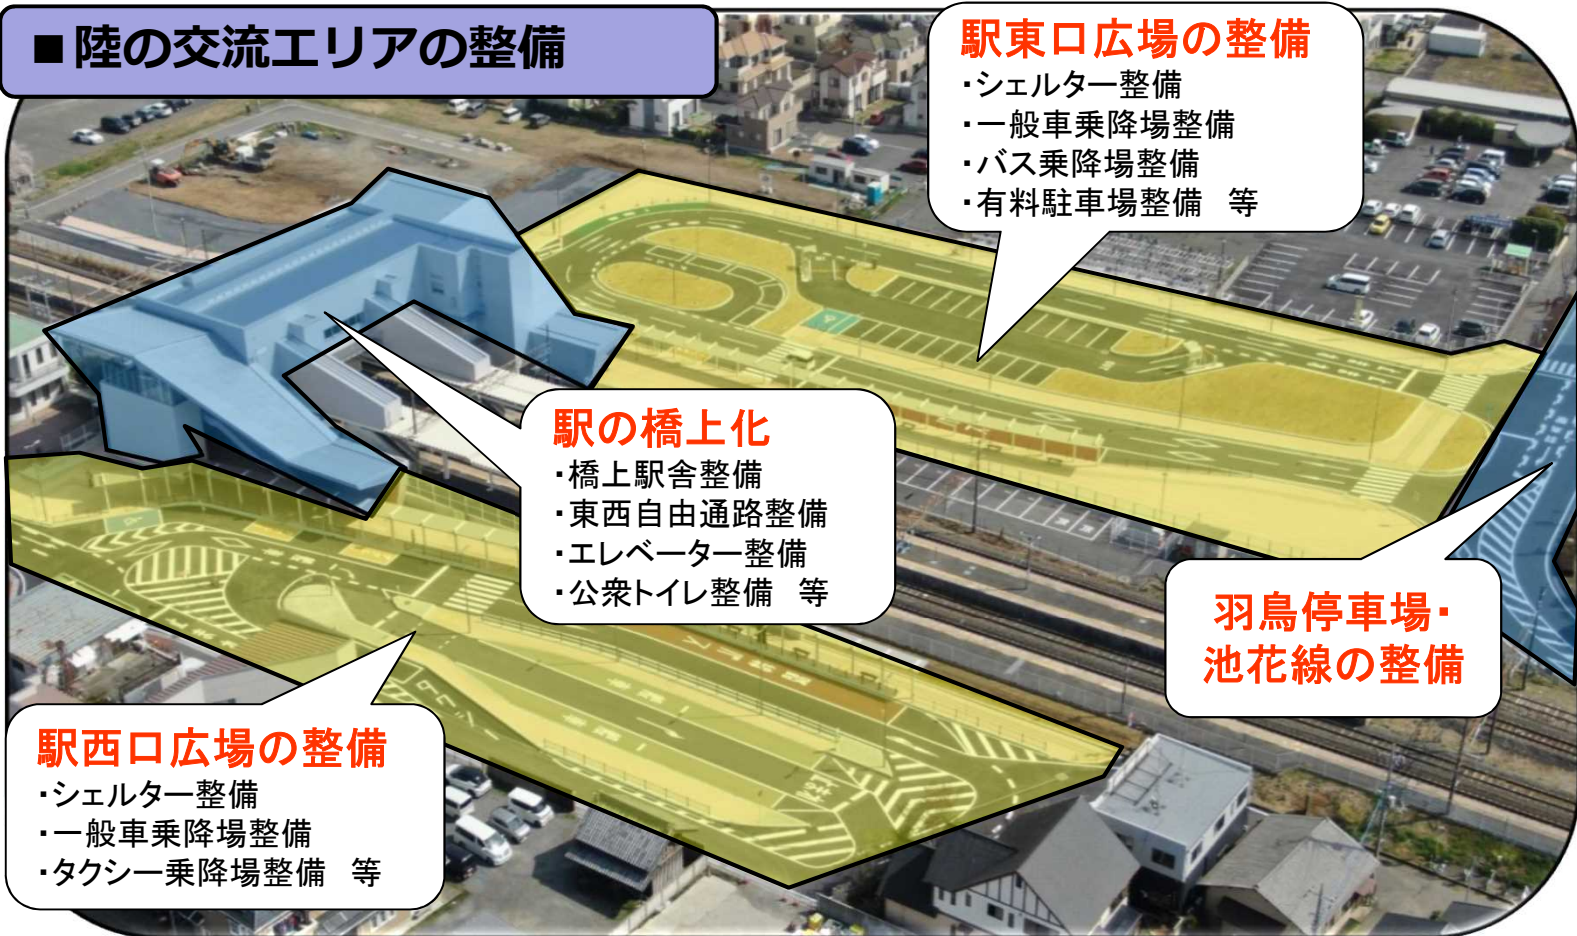 ■陸の交流エリアの整備
駅東口広場の整備
・シェルター整備
・一般車乗降場整備
・バス乗降場整備
・有料駐車場整備　等
駅の橋上化
・橋上駅舎整備
・東西自由通路整備
・エレベーター整備
・公衆トイレ整備　等
羽鳥停車場・
池花線の整備
駅西口広場の整備
・シェルター整備
・一般車乗降場整備
・タクシー乗降場整備　等